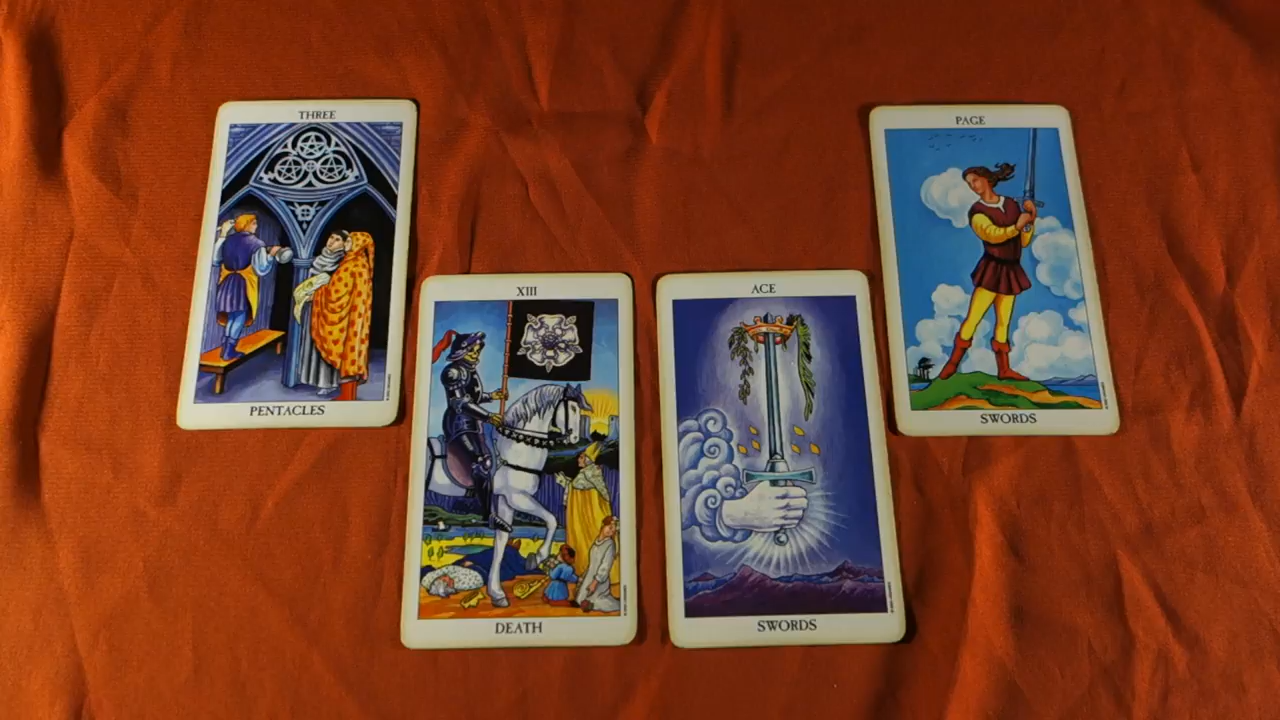 THREE
PENTACLES
XIII
DEATH
ACE
SWORDS
PAGE
SWORDS